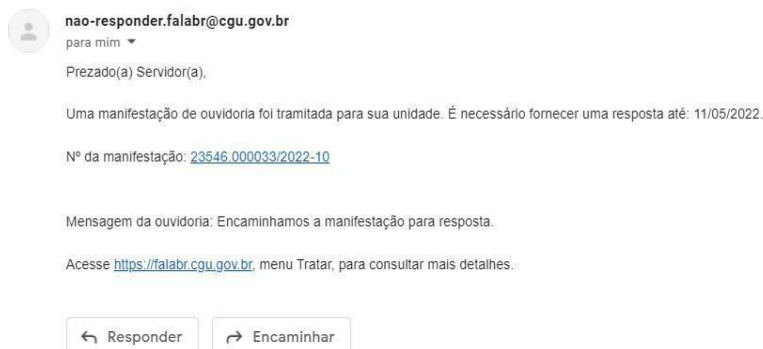 nao-responder.falabr@cgu.gov.br
para mim
Prezado(a) Servidor(a),
Uma manifestação de ouvidoria foi tramitada para sua unidade. É necessário fornecer uma resposta até: 11/05/2022.
Nº da manifestação: 23546.000033/2022-10
Mensagem da ouvidoria: Encaminhamos a manifestação para resposta.
Acesse https://falabr.cgu.gov.br, menu Tratar, para consultar mais detalhes.
Responder
Encaminhar